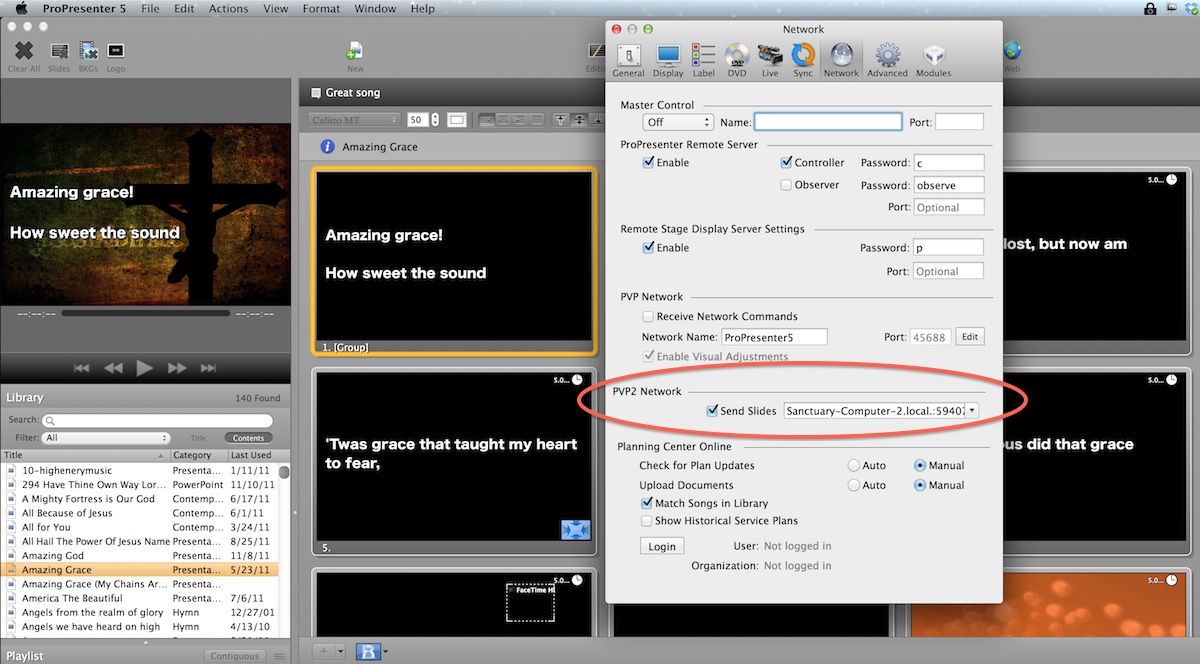 ProPresenter 5 File Edit Actions View Format Window Help
Network
Clear All Slides BKGs Logo
New
General Display Label DVD Live Sync Network Advanced Modules
Web
Great song
Calisto MT 50
Amazing Grace
Amazing grace!
How sweet the sound
--:--:-- --:--:--
Library 140 Found
Search:
Filter: All Title Contents
Title Category Last Used
10-highenerymusic Presenta... 1/11/11
294 Have Thine Own Way Lor... PowerPoint 11/10/11
A Mighty Fortress is Our God Contemp... 6/17/11
All Because of Jesus Contemp... 6/21/11
All for You Contemp... 3/24/11
All Hail The Power Of Jesus Name Presenta... 8/25/11
Amazing God Presenta... 11/8/11
Amazing Grace Presenta... 5/23/11
Amazing Grace (My Chains Ar... Presenta...
America The Beautiful Presenta... 7/6/11
Angels from the realm of glory Hymn 12/27/01
Angels we have heard on high Hymn 4/13/10
Playlist Contiguous
Amazing grace!
How sweet the sound
1. [Group]
5.0...
'Twas grace that taught my heart
to fear,
5.
5.0...
FaceTime H
5.0...
lost, but now am
5.0...
us did that grace
5.0...
Master Control
Off Name: Port:
ProPresenter Remote Server
Enable Controller Password: c
Observer Password: observe
Port: Optional
Remote Stage Display Server Settings
Enable Password: p
Port: Optional
PVP Network
Receive Network Commands
Network Name: ProPresenter5 Port: 45688 Edit
Enable Visual Adjustments
PVP2 Network
Send Slides Sanctuary-Computer-2.local.:5940
Planning Center Online
Check for Plan Updates Auto Manual
Upload Documents Auto Manual
Match Songs in Library
Show Historical Service Plans
Login User: Not logged in
Organization: Not logged in